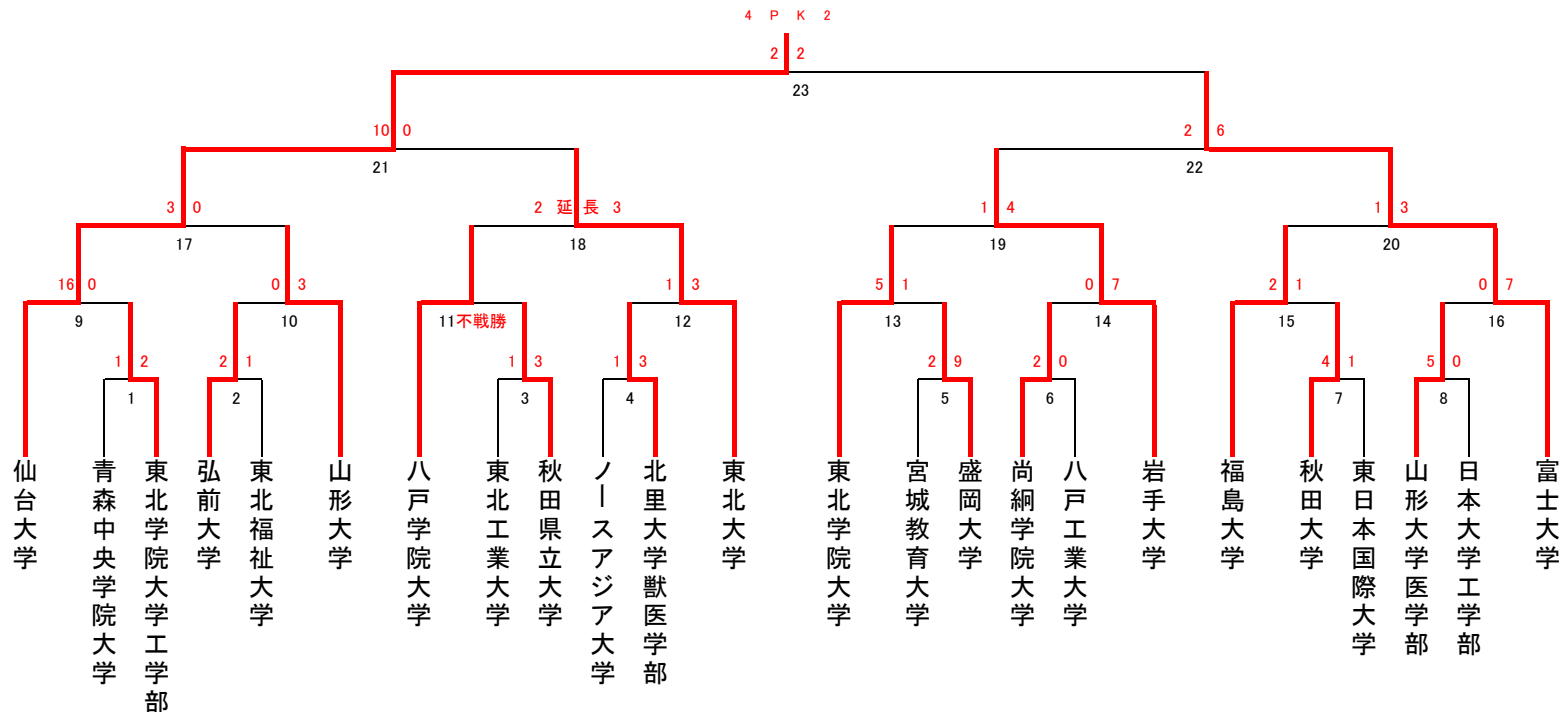 4 P K 2
2 2
23
10 0
2 6
21
22
3 0
2 延長 3
1 4
1 3
17
18
19
20
16 0
0 3
1 3
5 1
0 7
2 1
0 7
9
10
11不戦勝
12
13
14
15
16
1 2
2 1
1 3
1 3
2 9
2 0
4 1
5 0
1
2
3
4
5
6
7
8
仙台大学
青森中央学院大学
東北学院大学工学部
弘前大学
東北福祉大学
山形大学
八戸学院大学
東北工業大学
秋田県立大学
ノースアジア大学
北里大学獣医学部
東北大学
東北学院大学
宮城教育大学
盛岡大学
尚絅学院大学
八戸工業大学
岩手大学
福島大学
秋田大学
東日本国際大学
山形大学医学部
日本大学工学部
富士大学